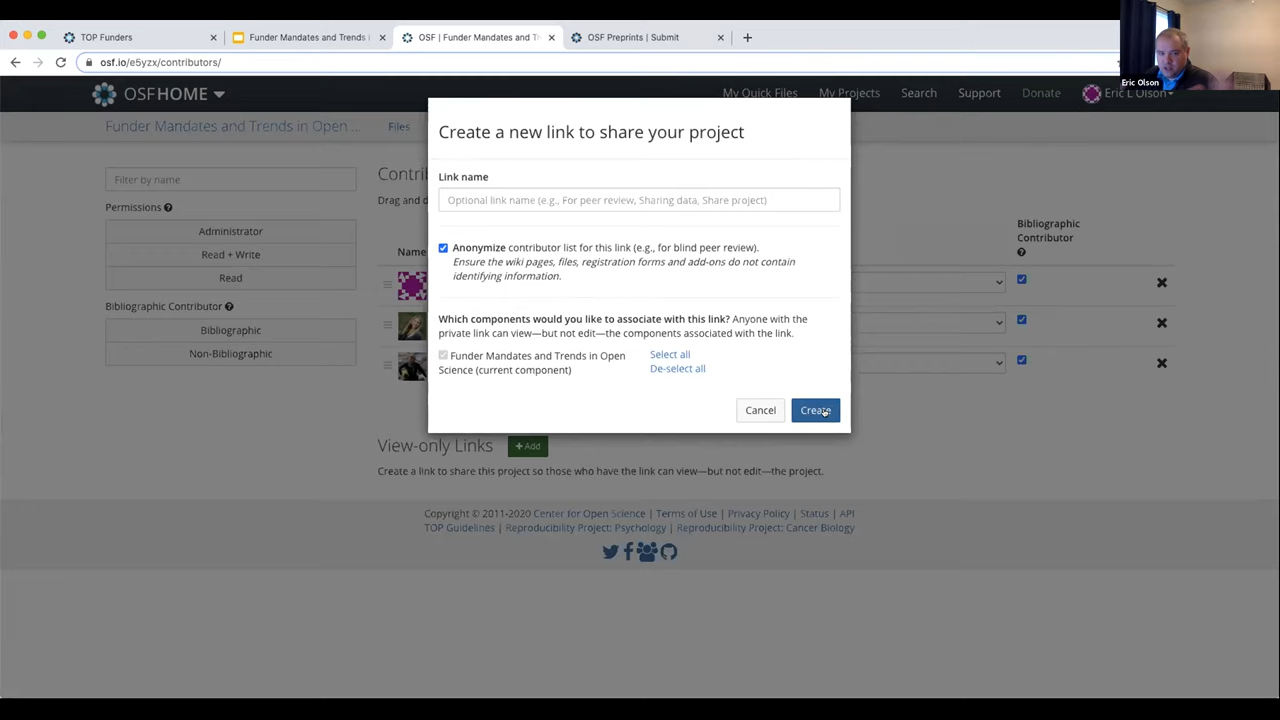 TOP Funders
Funder Mandates and Trends i
OSF | Funder Mandates and Tr
OSF Preprints | Submit
osf.io/e5yzx/contributors/
Eric Olson
OSFHOME
My Quick Files
My Projects
Search
Support
Donate
Eric L Olson
Funder Mandates and Trends in Open ...
Files
Create a new link to share your project
Filter by name
Permissions
Administrator
Read + Write
Read
Bibliographic Contributor
Bibliographic
Non-Bibliographic
Contri
Drag and d
Name
Bibliographic
Contributor
Link name
Optional link name (e.g., For peer review, Sharing data, Share project)
Anonymize contributor list for this link (e.g., for blind peer review).
Ensure the wiki pages, files, registration forms and add-ons do not contain
identifying information.
Which components would you like to associate with this link? Anyone with the
private link can view—but not edit—the components associated with the link.
Funder Mandates and Trends in Open
Science (current component)
Select all
De-select all
Cancel
Create
View-only Links
+ Add
Create a link to share this project so those who have the link can view—but not edit—the project.
Copyright © 2011-2020 Center for Open Science | Terms of Use | Privacy Policy | Status | API
TOP Guidelines | Reproducibility Project: Psychology | Reproducibility Project: Cancer Biology